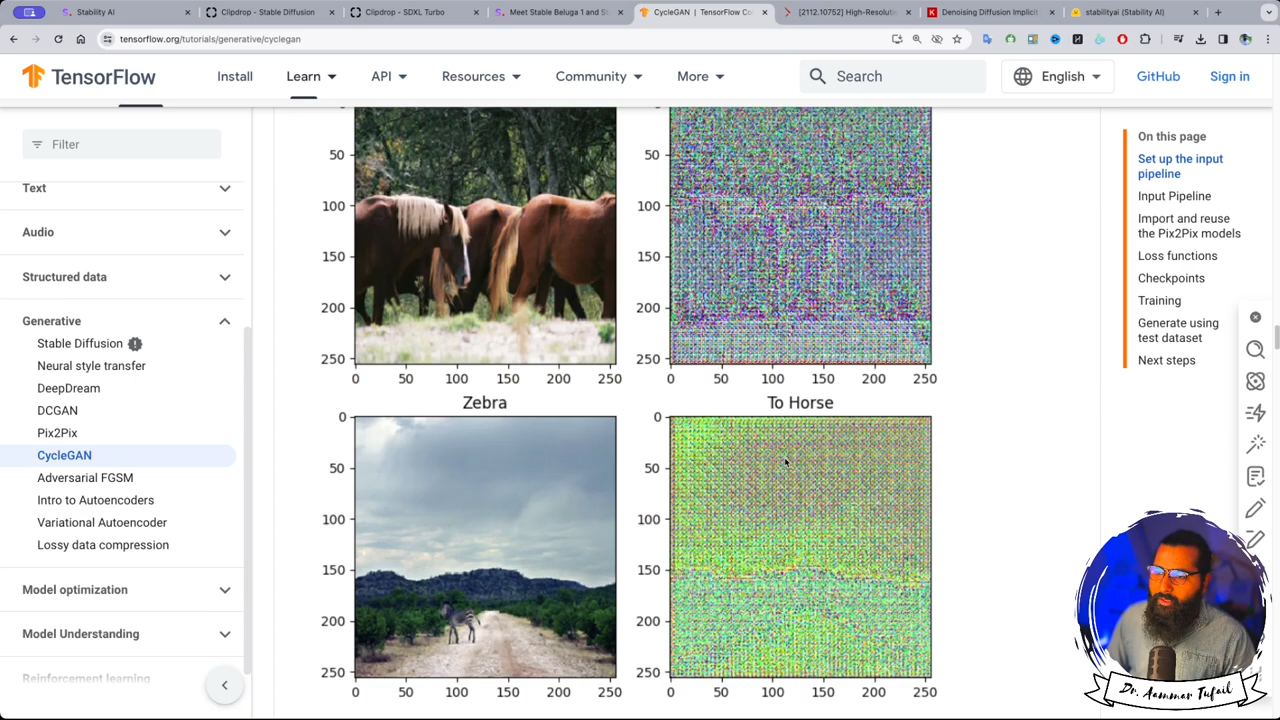 Stability AI
Clipdrop - Stable Diffusion
Clipdrop - SDXL Turbo
Meet Stable Beluga 1 and S
CycleGAN | TensorFlow Co
[2112.10752] High-Resolutio
Denoising Diffusion Implicit
stabilityai (Stability AI)
tensorflow.org/tutorials/generative/cyclegan
TensorFlow
Install
Learn
API
Resources
Community
More
Search
English
GitHub
Sign in
Filter
Text
Audio
Structured data
Generative
Stable Diffusion
Neural style transfer
DeepDream
DCGAN
Pix2Pix
CycleGAN
Adversarial FGSM
Intro to Autoencoders
Variational Autoencoder
Lossy data compression
Model optimization
Model Understanding
Reinforcement learning
50
100
150
200
250
0 50 100 150 200 250
50
100
150
200
250
0 50 100 150 200 250
Zebra
0
50
100
150
200
250
0 50 100 150 200 250
To Horse
0
50
100
150
200
250
0 50 100 150 200 250
On this page
Set up the input
pipeline
Input Pipeline
Import and reuse
the Pix2Pix models
Loss functions
Checkpoints
Training
Generate using
test dataset
Next steps
Dr. Aammar Tufail